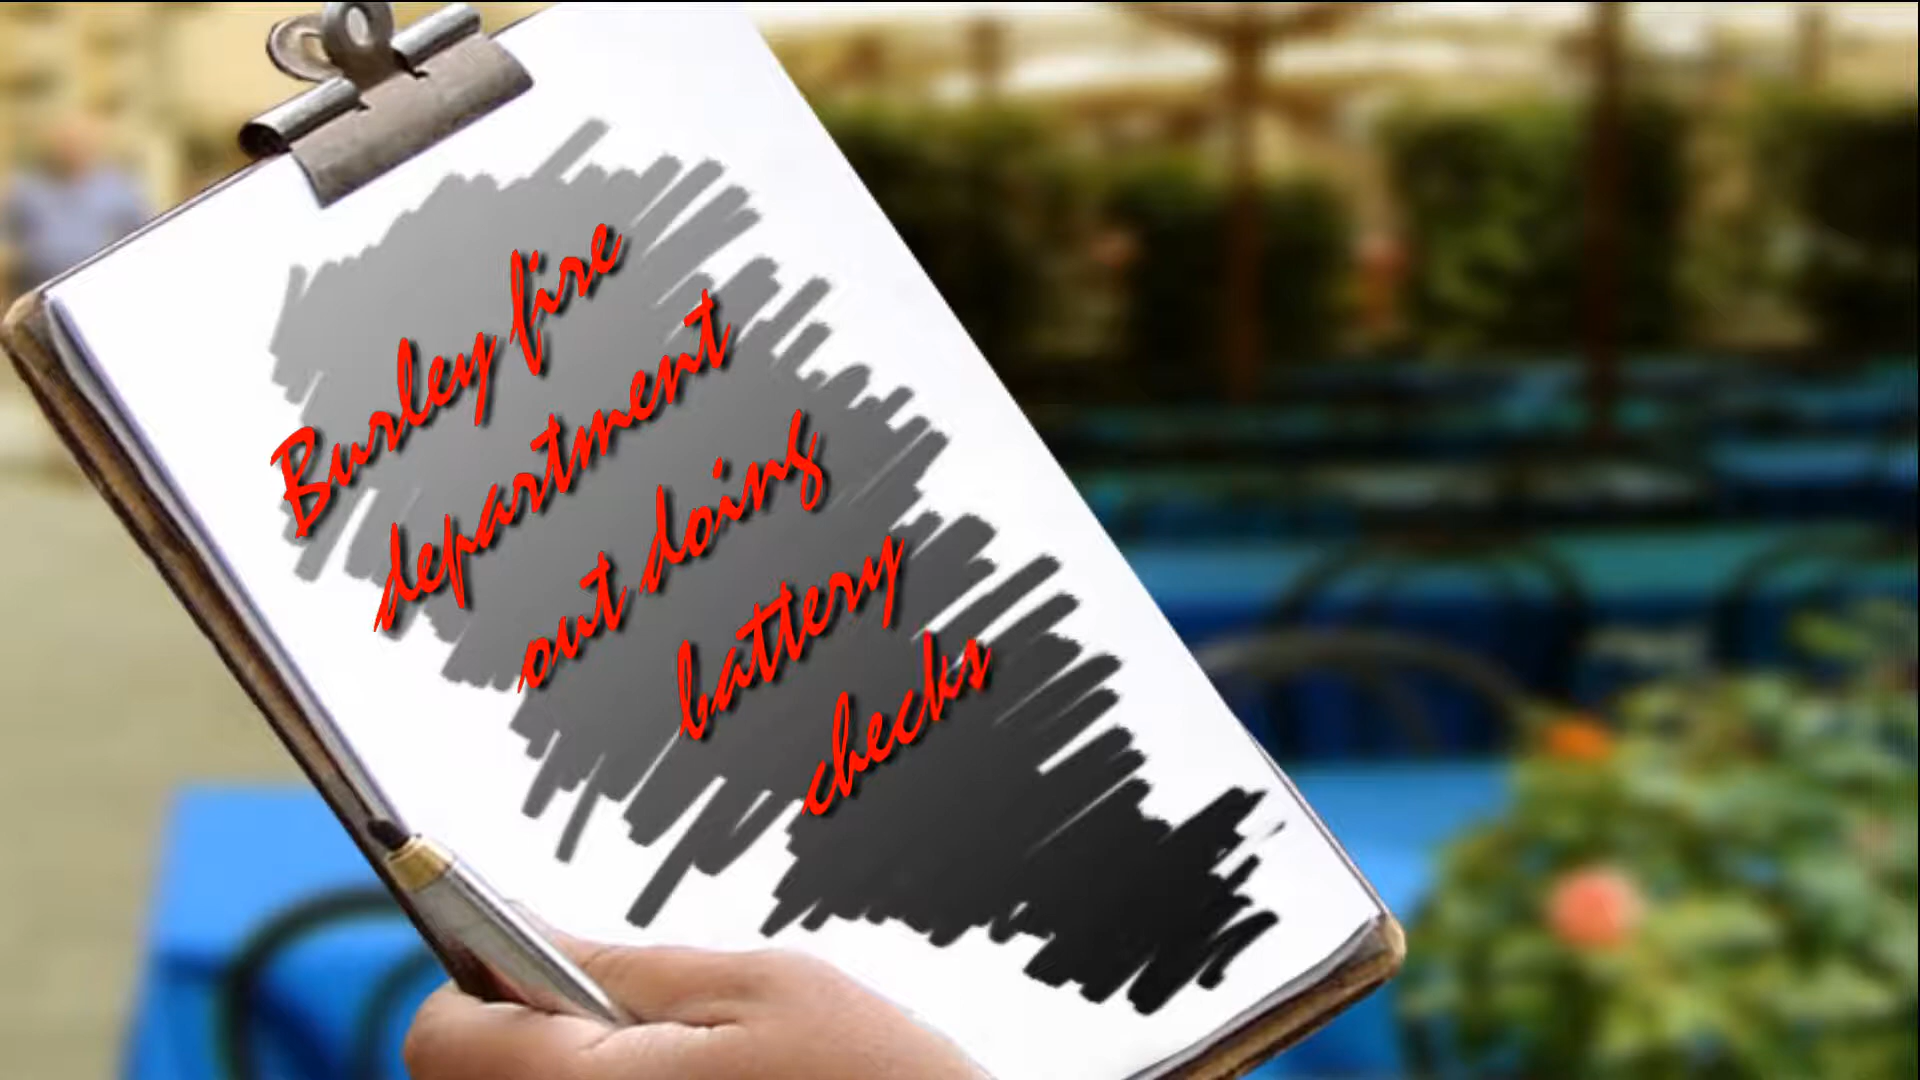 Burley fire
department
out doing
battery
checks